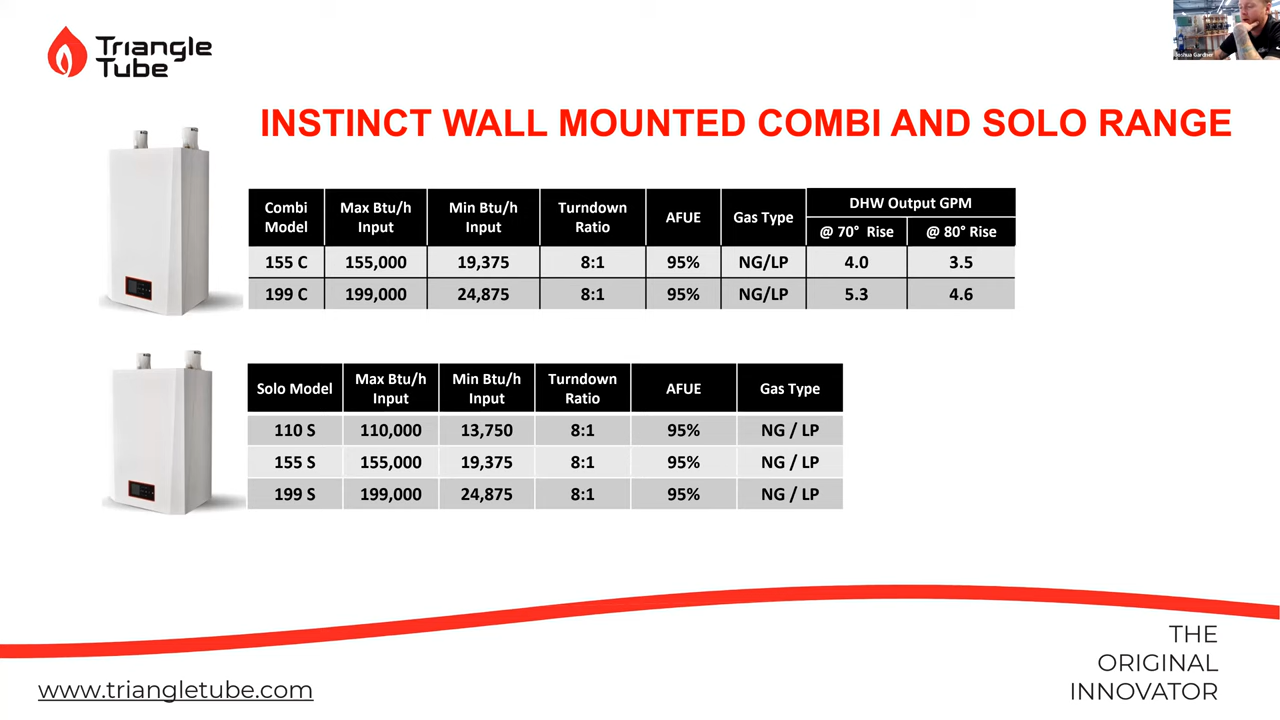 Triangle
Tube
Joshua Gardner
INSTINCT WALL MOUNTED COMBI AND SOLO RANGE
Combi Model Max Btu/h Input Min Btu/h Input Turndown Ratio AFUE Gas Type DHW Output GPM
@ 70° Rise @ 80° Rise
155 C 155,000 19,375 8:1 95% NG/LP 4.0 3.5
199 C 199,000 24,875 8:1 95% NG/LP 5.3 4.6
Solo Model Max Btu/h Input Min Btu/h Input Turndown Ratio AFUE Gas Type
110 S 110,000 13,750 8:1 95% NG / LP
155 S 155,000 19,375 8:1 95% NG / LP
199 S 199,000 24,875 8:1 95% NG / LP
THE
ORIGINAL
INNOVATOR
www.triangletube.com